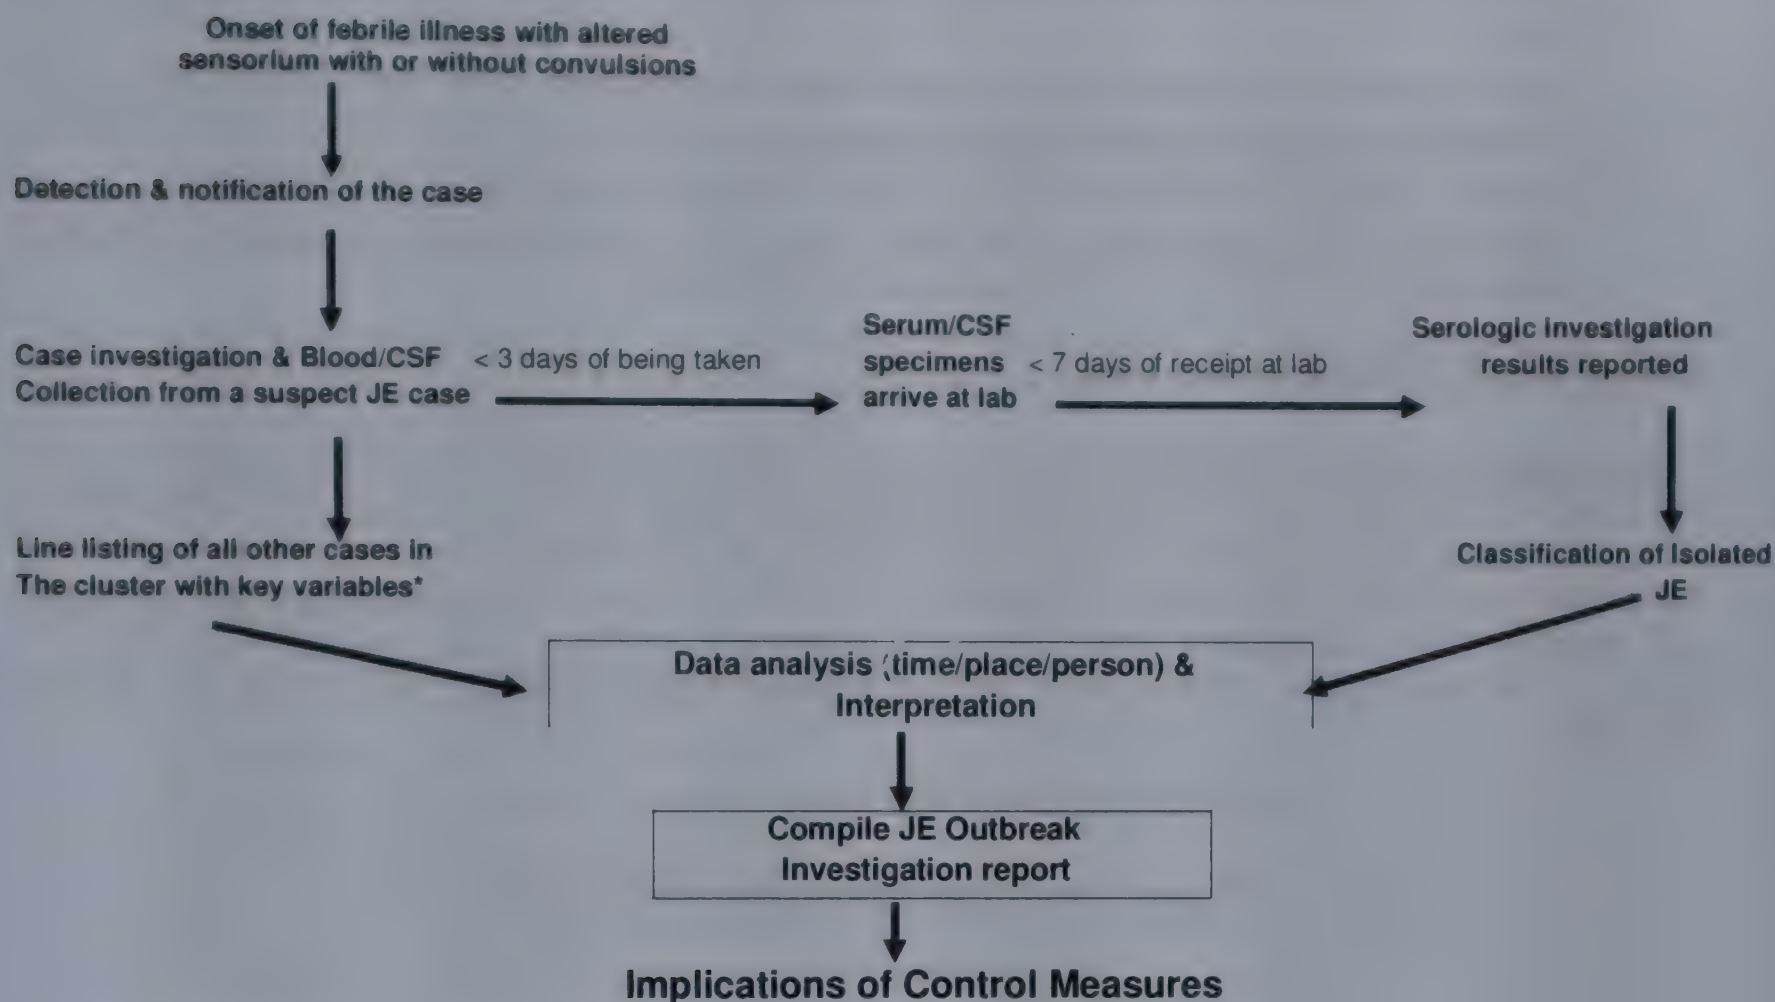 Onset of febrile illness with altered
sensorium with or without convulsions
Detection & notification of the case
Case investigation & Blood/CSF
Collection from a suspect JE case
< 3 days of being taken
Serum/CSF
specimens
arrive at lab
< 7 days of receipt at lab
Serologic investigation
results reported
Line listing of all other cases in
The cluster with key variables*
Classification of Isolated
JE
Data analysis (time/place/person) &
Interpretation
Compile JE Outbreak
Investigation report
Implications of Control Measures